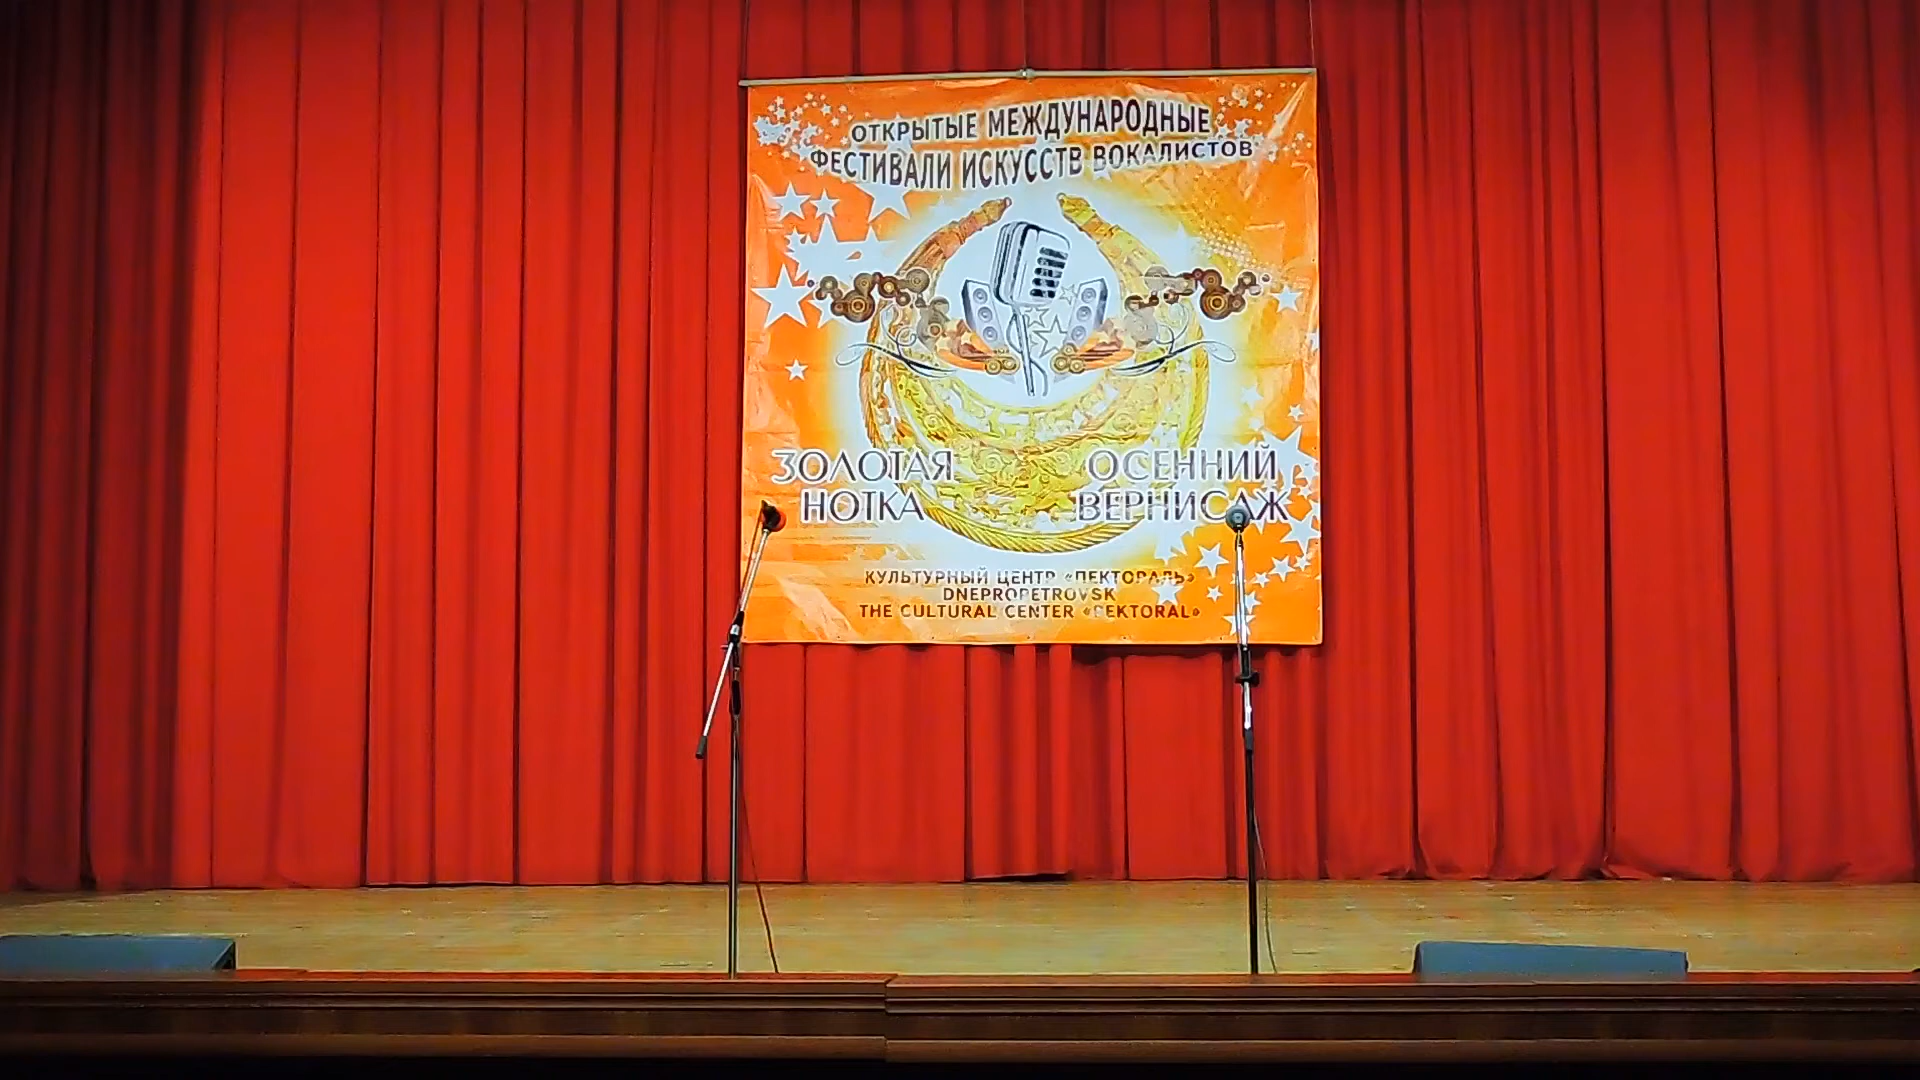 ОТКРЫТЫЕ МЕЖДУНАРОДНЫЕ
ФЕСТИВАЛИ ИСКУССТВ ВОКАЛИСТОВ
ЗОЛОТАЯ
НОТКА
ОСЕННИЙ
ВЕРНИСАЖ
КУЛЬТУРНЫЙ ЦЕНТР «ПЕКТОРАЛЬ»
DNEPROPETROVSK
THE CULTURAL CENTER «PEKTORAL»